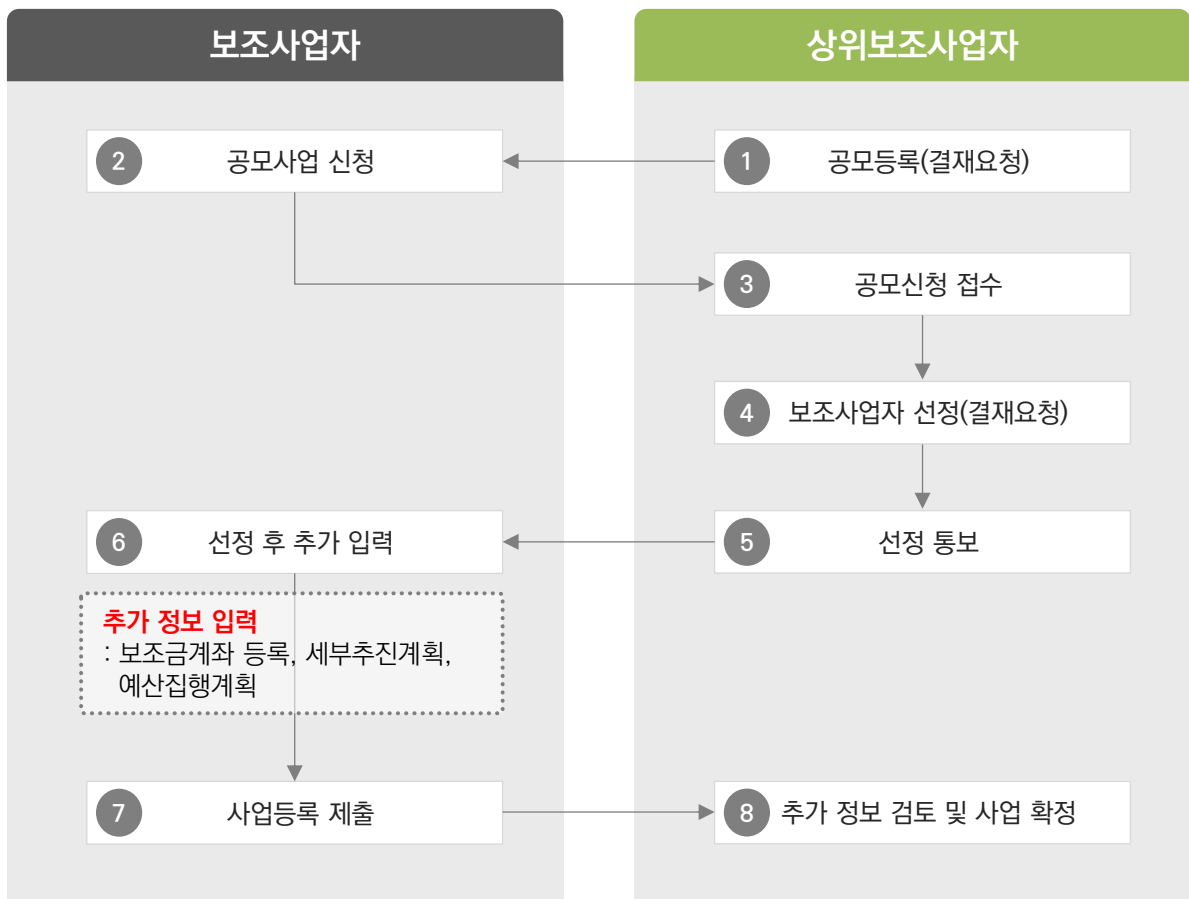 보조사업자
상위보조사업자
2 공모사업 신청
1 공모등록(결재요청)
3 공모신청 접수
4 보조사업자 선정(결재요청)
6 선정 후 추가 입력
5 선정 통보
추가 정보 입력
: 보조금계좌 등록, 세부추진계획,
예산집행계획
7 사업등록 제출
8 추가 정보 검토 및 사업 확정